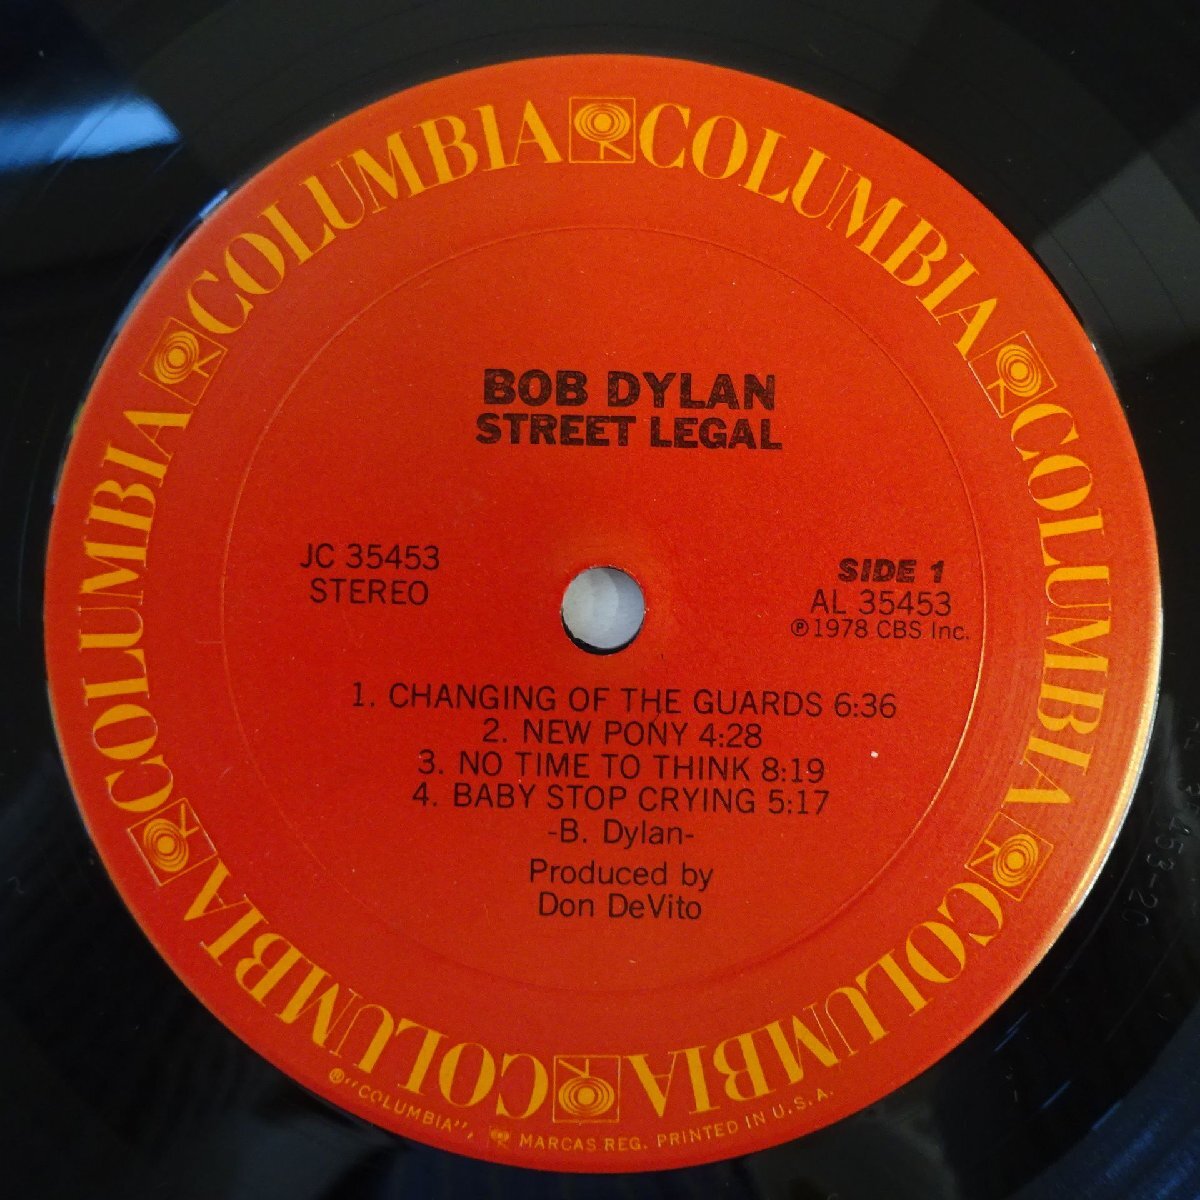 COLUMBIA COLUMBIA COLUMBIA COLUMBIA COLUMBIA COLUMBIA
BOB DYLAN
STREET LEGAL
JC 35453
STEREO
SIDE 1
AL 35453
℗ 1978 CBS Inc.
1. CHANGING OF THE GUARDS 6:36
2. NEW PONY 4:28
3. NO TIME TO THINK 8:19
4. BABY STOP CRYING 5:17
-B. Dylan-
Produced by
Don DeVito
® "COLUMBIA", MARCAS REG. PRINTED IN U.S.A.